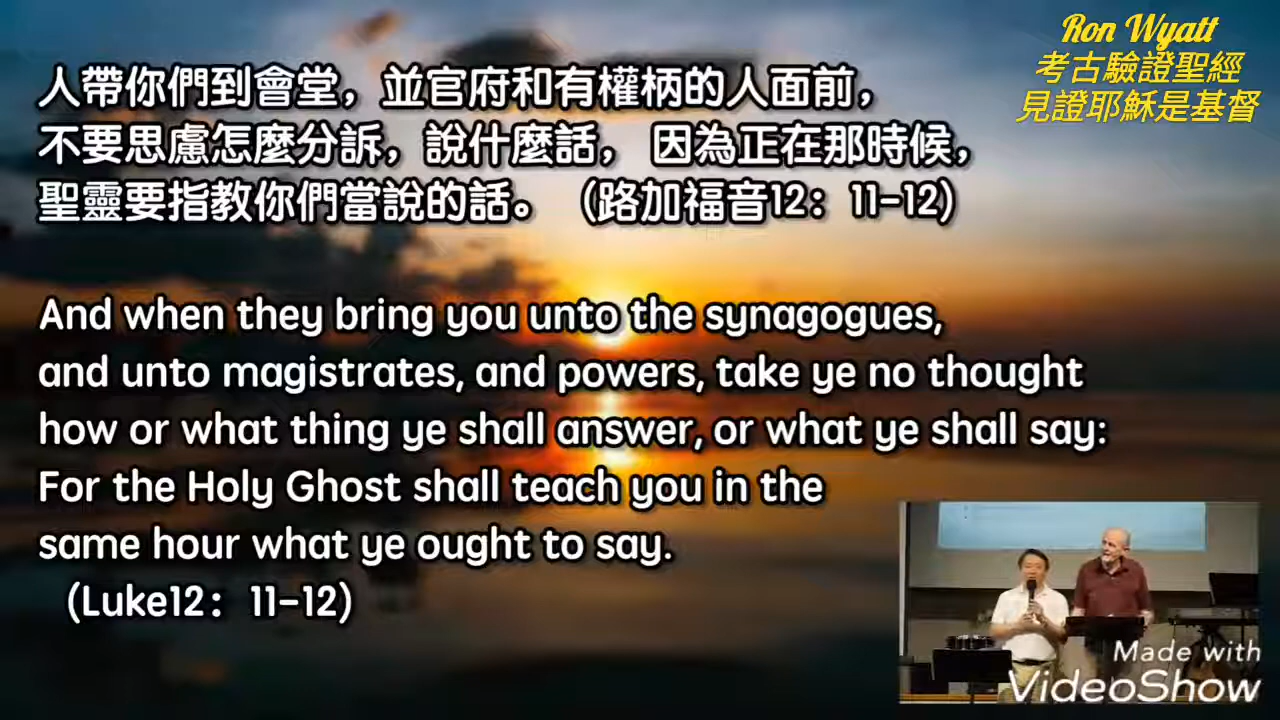 Ron Wyatt
考古驗證聖經
見證耶穌是基督
人帶你們到會堂，並官府和有權柄的人面前，
不要思慮怎麼分訴，說什麼話， 因為正在那時候，
聖靈要指教你們當說的話。 （路加福音12：11-12）
And when they bring you unto the synagogues,
and unto magistrates, and powers, take ye no thought
how or what thing ye shall answer, or what ye shall say:
For the Holy Ghost shall teach you in the
same hour what ye ought to say.
（Luke12：11-12）
Made with
VideoShow